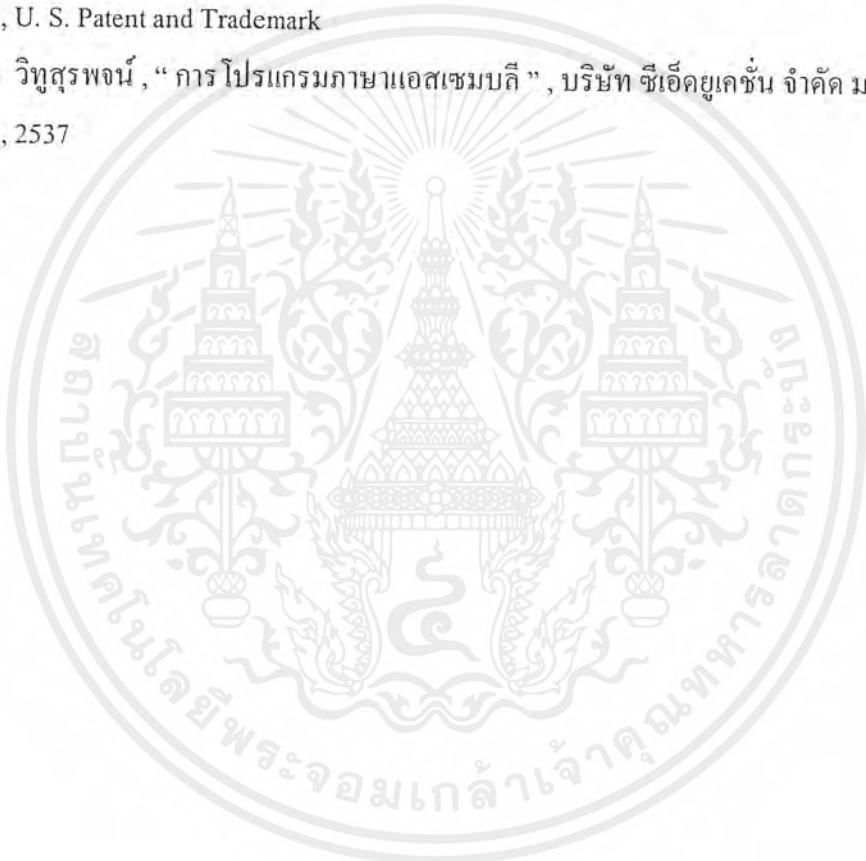 , U. S. Patent and Trademark
วิทูสุรพจน์ , “ การโปรแกรมภาษาแอสเซมบลี ” , บริษัท ซีเอ็ดยูเคชั่น จำกัด ม
, 2537
สถาบันเทคโนโลยีพระจอมเกล้าเจ้าคุณทหารลาดกระบัง